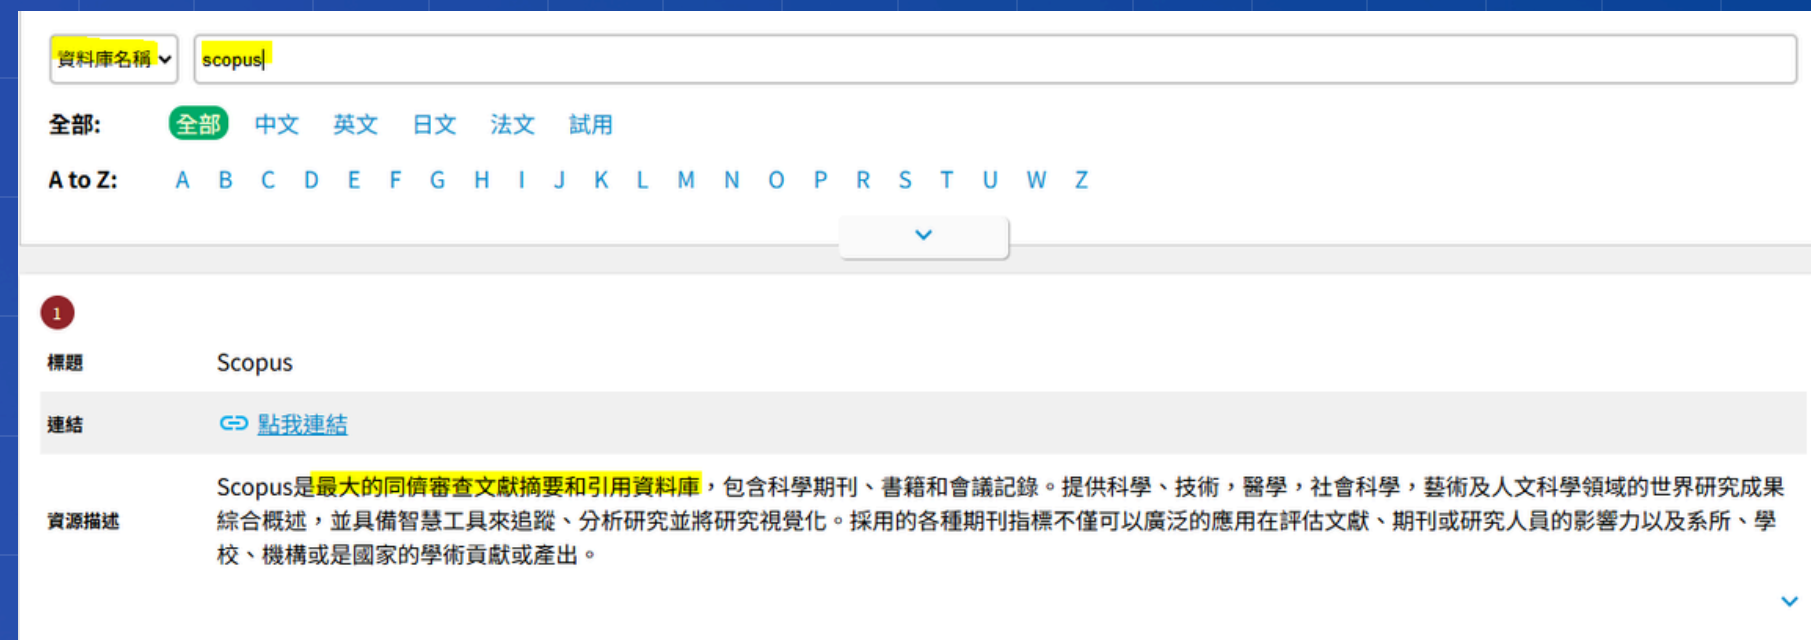 資料庫名稱 scopus
全部: 全部 中文 英文 日文 法文 試用
A to Z: A B C D E F G H I J K L M N O P R S T U W Z
1
標題 Scopus
連結 點我連結
Scopus是最大的同儕審查文獻摘要和引用資料庫，包含科學期刊、書籍和會議記錄。提供科學、技術，醫學，社會科學，藝術及人文科學領域的世界研究成果
資源描述 綜合概述，並具備智慧工具來追蹤、分析研究並將研究視覺化。採用的各種期刊指標不僅可以廣泛的應用在評估文獻、期刊或研究人員的影響力以及系所、學
校、機構或是國家的學術貢獻或產出。